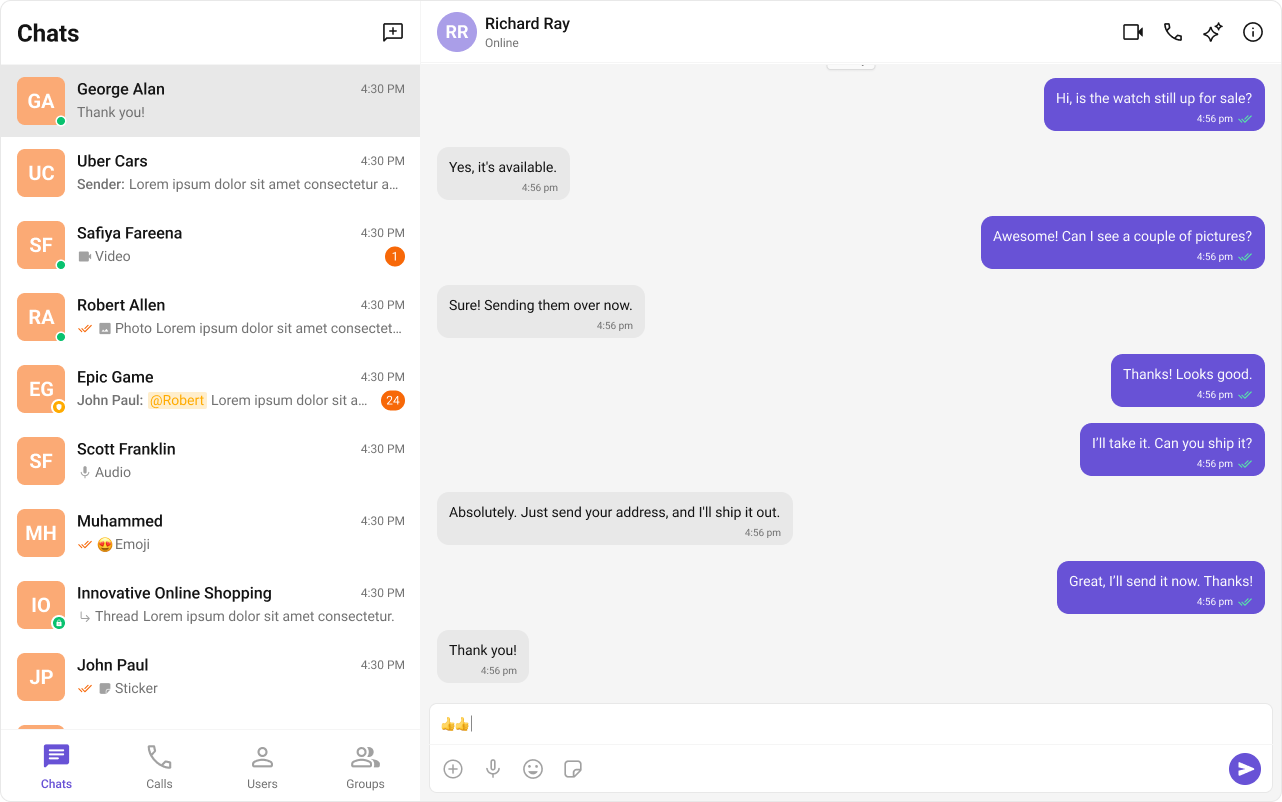 Chats
GA
George Alan
4:30 PM
Thank you!
UC
Uber Cars
4:30 PM
Sender: Lorem ipsum dolor sit amet consectetur a...
SF
Safiya Fareena
4:30 PM
Video
1
RA
Robert Allen
4:30 PM
Photo Lorem ipsum dolor sit amet consectet...
EG
Epic Game
4:30 PM
John Paul: @Robert Lorem ipsum dolor sit a...
24
SF
Scott Franklin
4:30 PM
Audio
MH
Muhammed
4:30 PM
😍Emoji
IO
Innovative Online Shopping
4:30 PM
Thread Lorem ipsum dolor sit amet consectetur.
JP
John Paul
4:30 PM
Sticker
Chats
Calls
Users
Groups
RR
Richard Ray
Online
Hi, is the watch still up for sale?
4:56 pm
Yes, it's available.
4:56 pm
Awesome! Can I see a couple of pictures?
4:56 pm
Sure! Sending them over now.
4:56 pm
Thanks! Looks good.
4:56 pm
I’ll take it. Can you ship it?
4:56 pm
Absolutely. Just send your address, and I'll ship it out.
4:56 pm
Great, I’ll send it now. Thanks!
4:56 pm
Thank you!
4:56 pm
👍👍